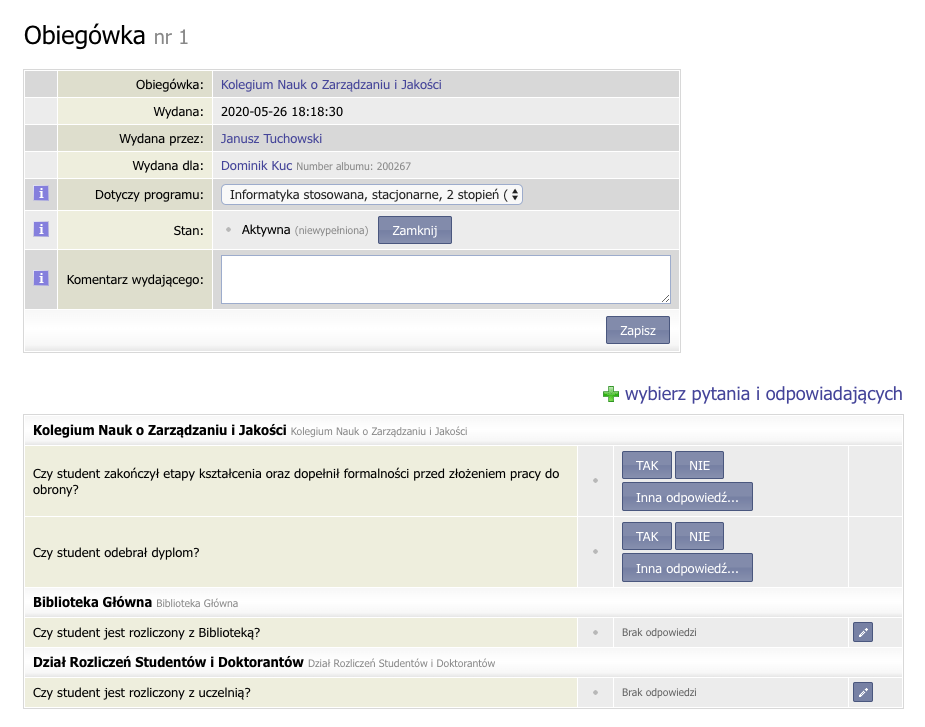 Obiegówka nr 1
Obiegówka: Kolegium Nauk o Zarządzaniu i Jakości
Wydana: 2020-05-26 18:18:30
Wydana przez: Janusz Tuchowski
Wydana dla: Dominik Kuc Number albumu: 200267
i Dotyczy programu: Informatyka stosowana, stacjonarne, 2 stopień (
i Stan: Aktywna (niewypełniona) Zamknij
i Komentarz wydającego:
Zapisz
wybierz pytania i odpowiadających
Kolegium Nauk o Zarządzaniu i Jakości Kolegium Nauk o Zarządzaniu i Jakości
Czy student zakończył etapy kształcenia oraz dopełnił formalności przed złożeniem pracy do
obrony?
TAK NIE
Inna odpowiedź...
Czy student odebrał dyplom?
TAK NIE
Inna odpowiedź...
Biblioteka Główna Biblioteka Główna
Czy student jest rozliczony z Biblioteką? Brak odpowiedzi
Dział Rozliczeń Studentów i Doktorantów Dział Rozliczeń Studentów i Doktorantów
Czy student jest rozliczony z uczelnią? Brak odpowiedzi